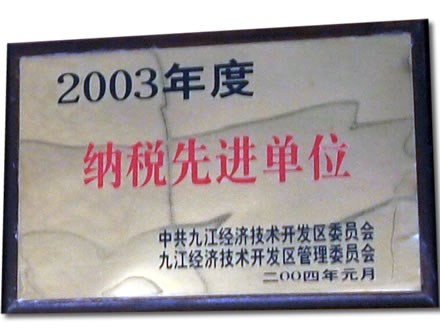 2003年度
纳税先进单位
中共九江经济技术开发区委员会
九江经济技术开发区管理委员会
二〇〇四年元月